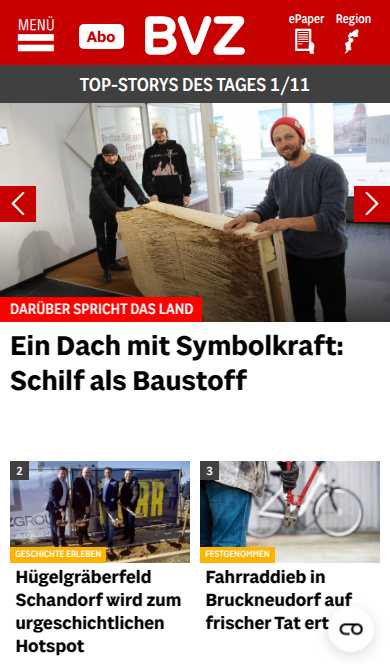 MENÜ
Abo
BVZ
ePaper
Region
TOP-STORYS DES TAGES 1/11
DARÜBER SPRICHT DAS LAND
Ein Dach mit Symbolkraft:
Schilf als Baustoff
2
GESCHICHTE ERLEBEN
Hügelgräberfeld
Schandorf wird zum
urgeschichtlichen
Hotspot
3
FESTGENOMMEN
Fahrraddieb in
Bruckneudorf auf
frischer Tat ert